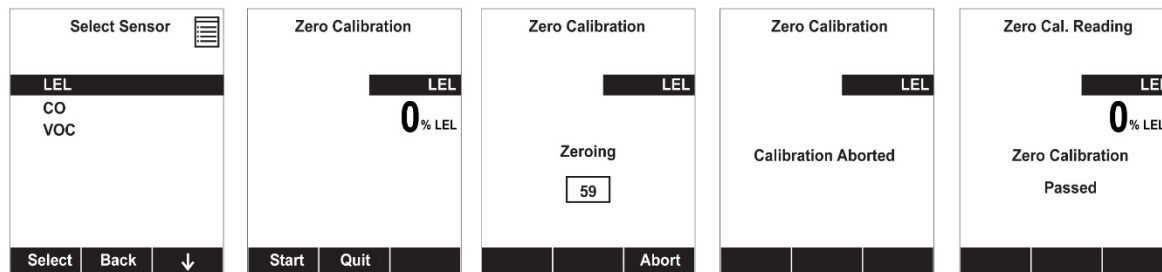 Select Sensor
LEL
CO
VOC
Select Back ↓
Zero Calibration
LEL
0 % LEL
Start Quit
Zero Calibration
LEL
Zeroing
59
Abort
Zero Calibration
LEL
Calibration Aborted
Zero Cal. Reading
LEL
0 % LEL
Zero Calibration
Passed